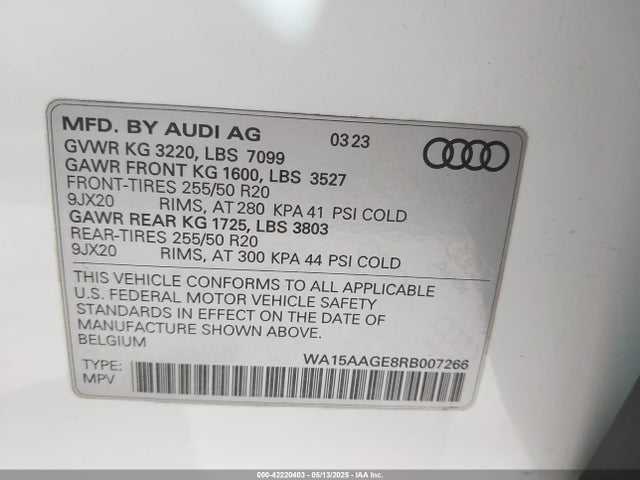 MFD. BY AUDI AG 03 23
GVWR KG 3220, LBS 7099
GAWR FRONT KG 1600, LBS 3527
FRONT-TIRES 255/50 R20
9JX20 RIMS, AT 280 KPA 41 PSI COLD
GAWR REAR KG 1725, LBS 3803
REAR-TIRES 255/50 R20
9JX20 RIMS, AT 300 KPA 44 PSI COLD
THIS VEHICLE CONFORMS TO ALL APPLICABLE
U.S. FEDERAL MOTOR VEHICLE SAFETY
STANDARDS IN EFFECT ON THE DATE OF
MANUFACTURE SHOWN ABOVE.
BELGIUM
TYPE: WA15AAGE8RB007266
MPV
000-42220403 - 05/13/2025 - IAA Inc.